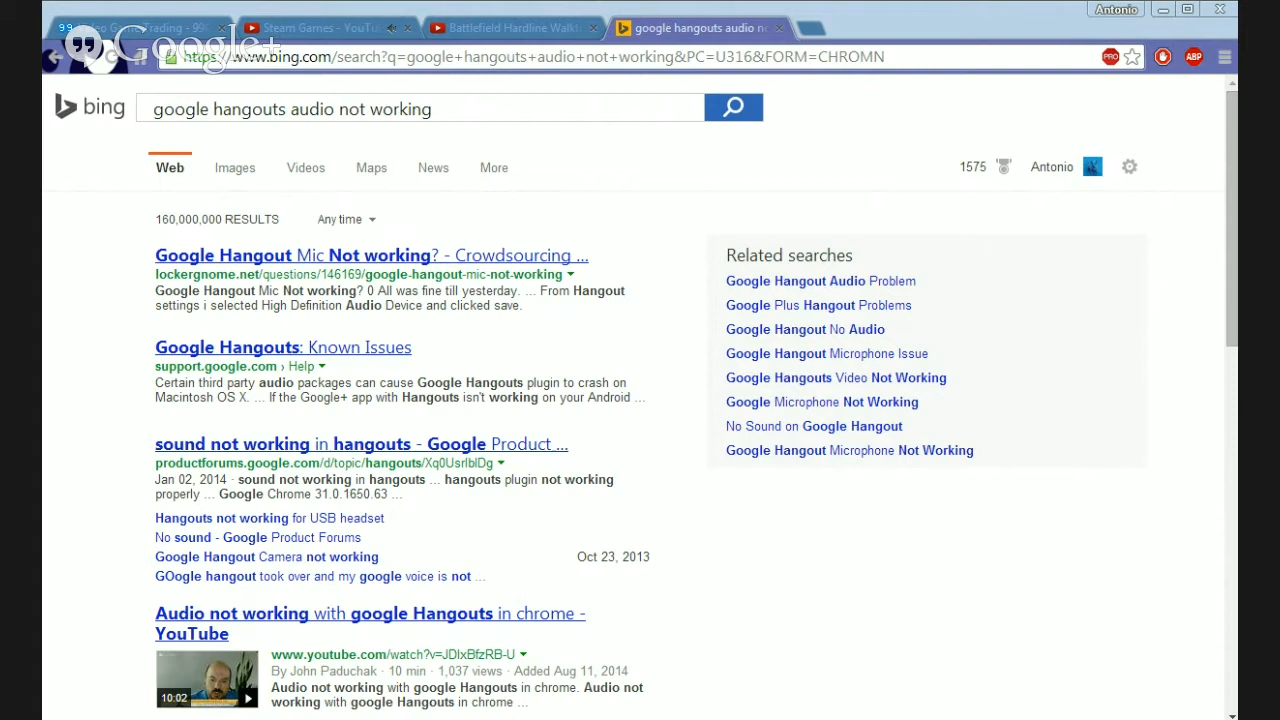 Antonio
Game Trading - 99
Steam Games - YouTu
Battlefield Hardline Walkt
google hangouts audio n
Google+
https://www.bing.com/search?q=google+hangouts+audio+not+working&PC=U316&FORM=CHROMN
PRO
ABP
bing
google hangouts audio not working
Web Images Videos Maps News More
1575 Antonio
160,000,000 RESULTS Any time
Google Hangout Mic Not working? - Crowdsourcing ...
lockergnome.net/questions/146169/google-hangout-mic-not-working
Google Hangout Mic Not working? 0 All was fine till yesterday. ... From Hangout
settings i selected High Definition Audio Device and clicked save.
Google Hangouts: Known Issues
support.google.com › Help
Certain third party audio packages can cause Google Hangouts plugin to crash on
Macintosh OS X. ... If the Google+ app with Hangouts isn't working on your Android ...
sound not working in hangouts - Google Product ...
productforums.google.com/d/topic/hangouts/Xq0UsrlblDg
Jan 02, 2014 · sound not working in hangouts ... hangouts plugin not working
properly ... Google Chrome 31.0.1650.63 ...
Hangouts not working for USB headset
No sound - Google Product Forums
Google Hangout Camera not working Oct 23, 2013
GOogle hangout took over and my google voice is not ...
Audio not working with google Hangouts in chrome -
YouTube
www.youtube.com/watch?v=JDIxBfzRB-U
By John Paduchak · 10 min · 1,037 views · Added Aug 11, 2014
Audio not working with google Hangouts in chrome. Audio not
working with google Hangouts in chrome ...
10:02
Related searches
Google Hangout Audio Problem
Google Plus Hangout Problems
Google Hangout No Audio
Google Hangout Microphone Issue
Google Hangouts Video Not Working
Google Microphone Not Working
No Sound on Google Hangout
Google Hangout Microphone Not Working